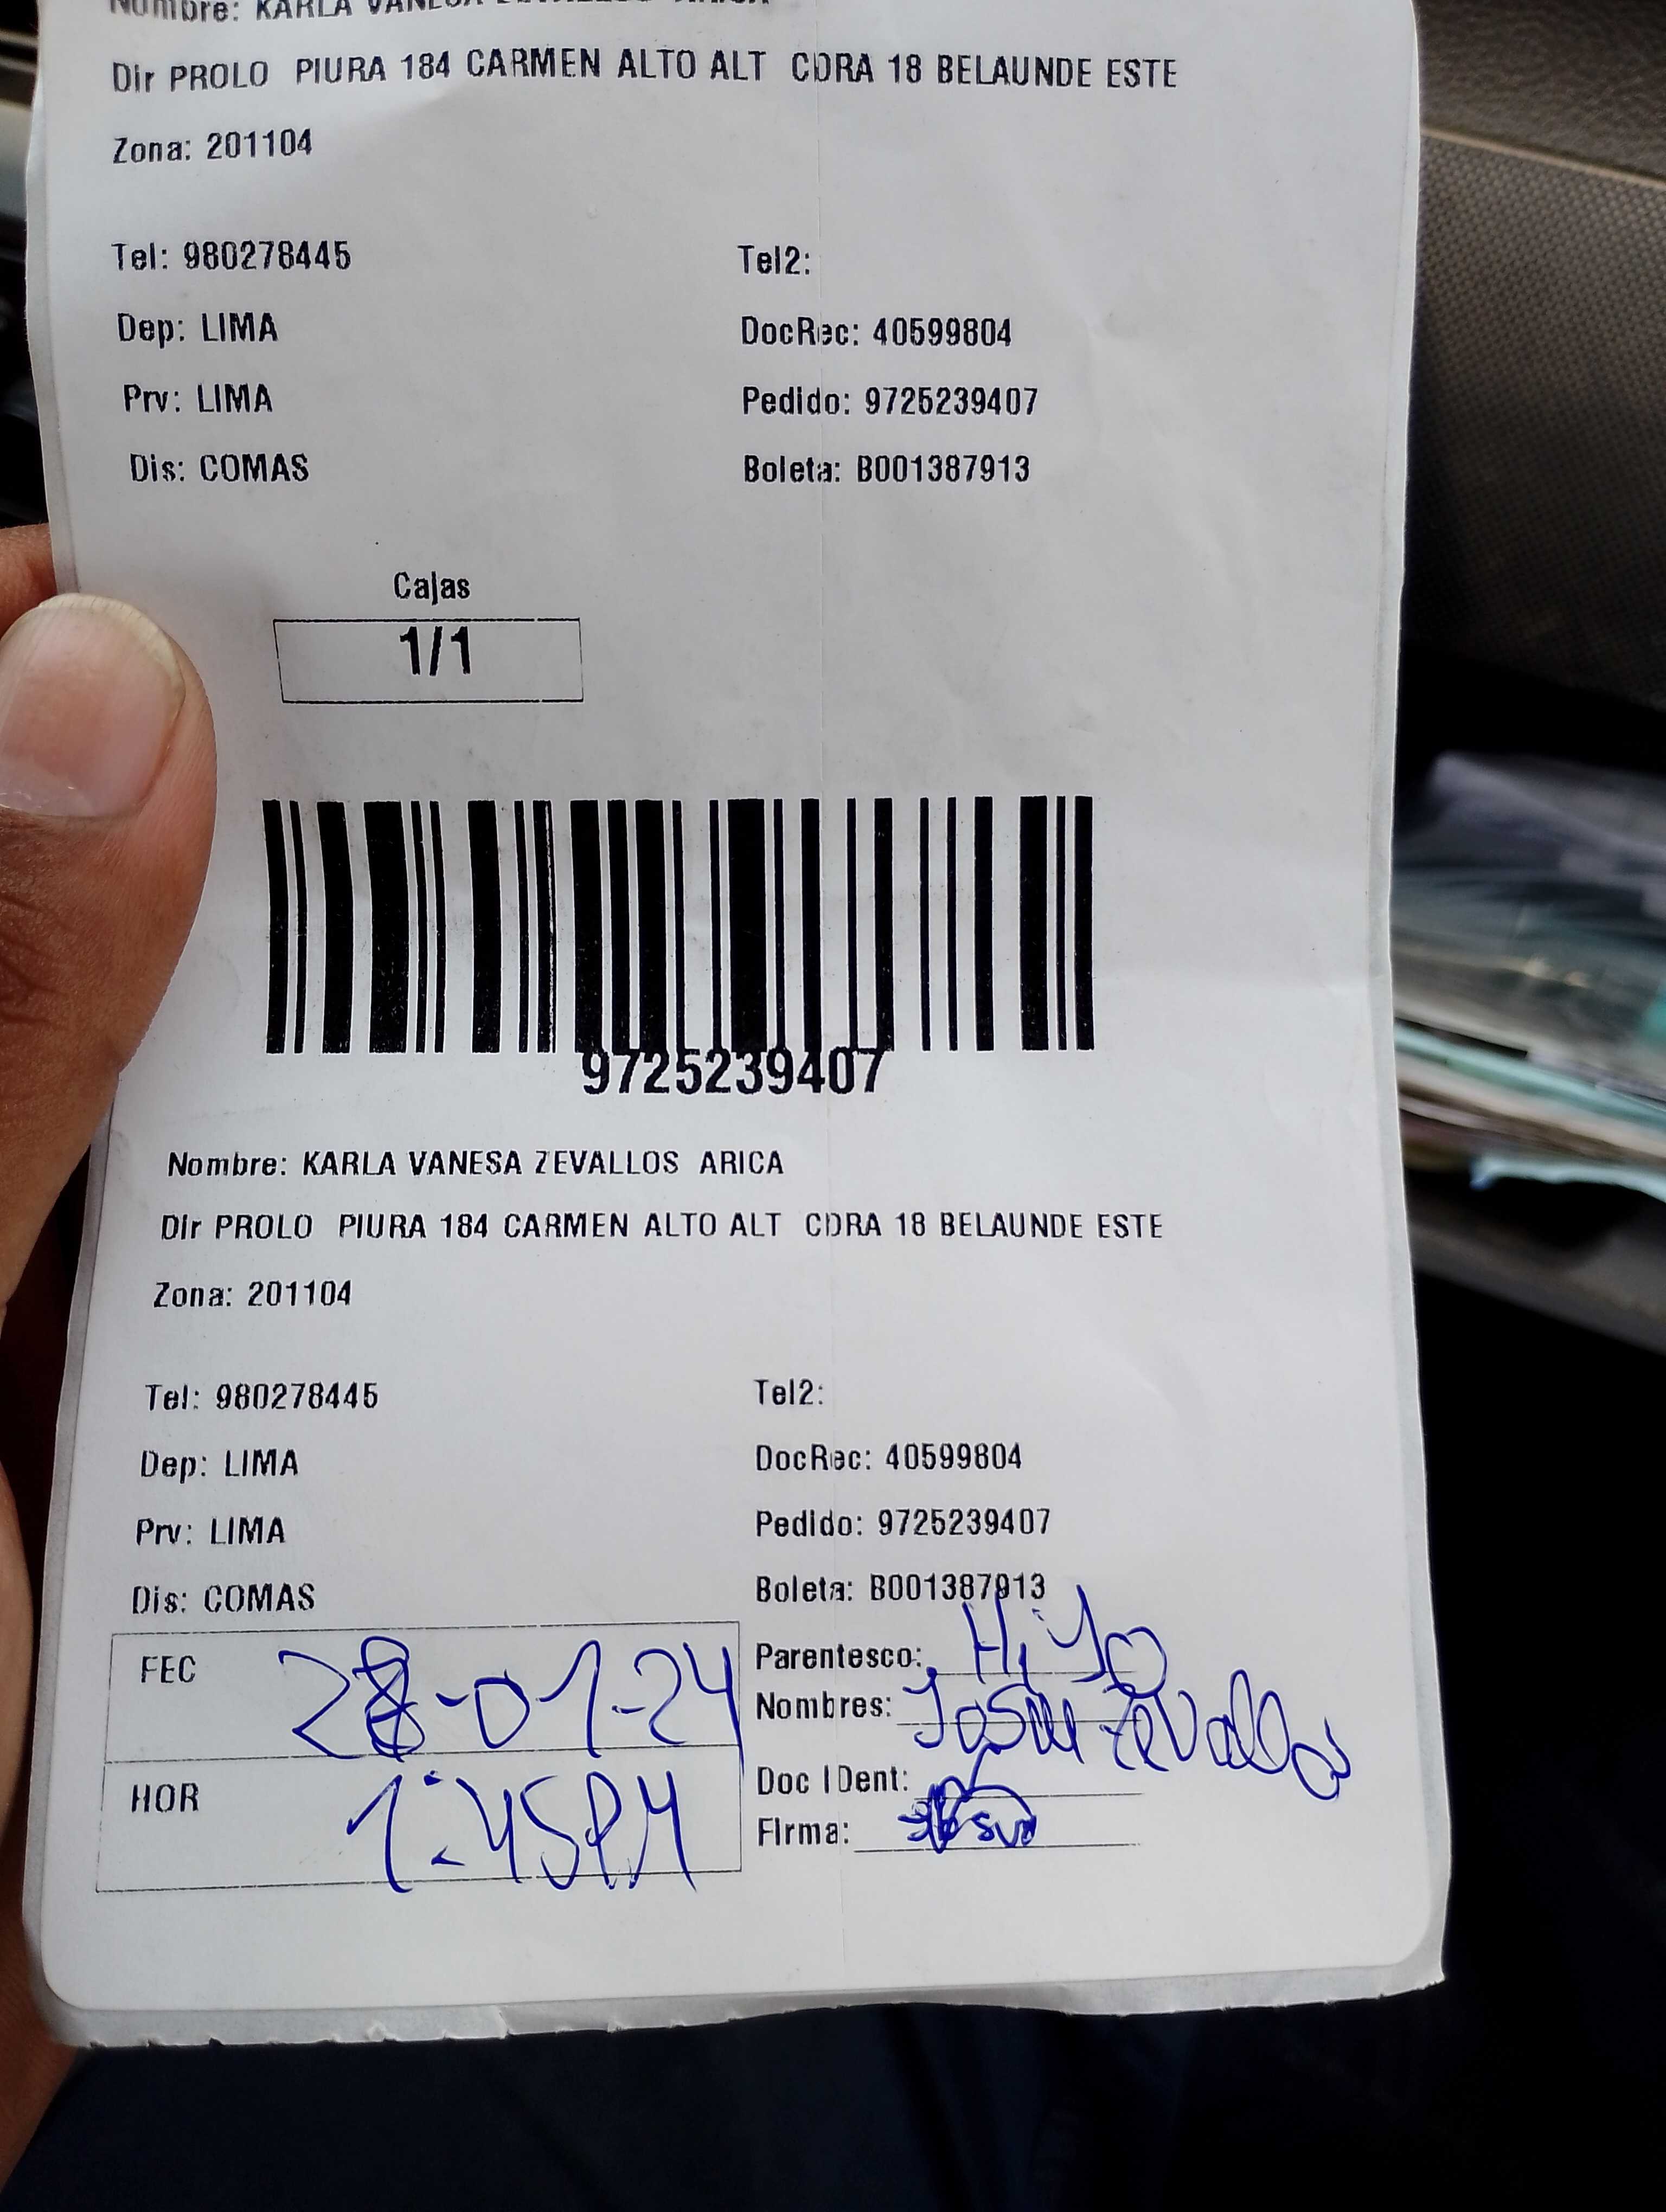 Nombre: KARLA
Dir PROLO PIURA 184 CARMEN ALTO ALT CDRA 18 BELAUNDE ESTE
Zona: 201104
Tel: 980278445 Tel2:
Dep: LIMA DocRec: 40599804
Prv: LIMA Pedido: 9725239407
Dis: COMAS Boleta: B001387913
Cajas
1/1
9725239407
Nombre: KARLA VANESA ZEVALLOS ARICA
Dir PROLO PIURA 184 CARMEN ALTO ALT CDRA 18 BELAUNDE ESTE
Zona: 201104
Tel: 980278445 Tel2:
Dep: LIMA DocRec: 40599804
Prv: LIMA Pedido: 9725239407
Dis: COMAS Boleta: B001387913
FEC 28-01-24 Parentesco: Hijo
Nombres: Zevallos
HOR 1:45PM Doc IDent:
Firma: